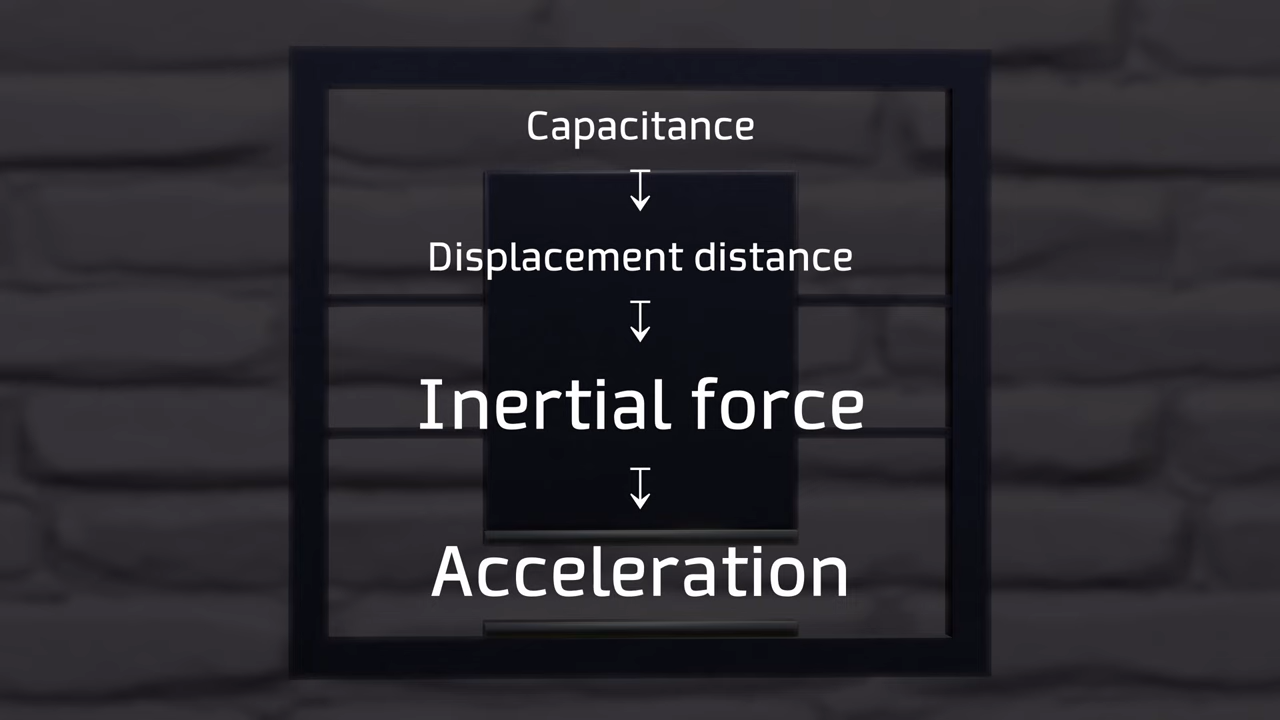 Capacitance
Displacement distance
Inertial force
Acceleration